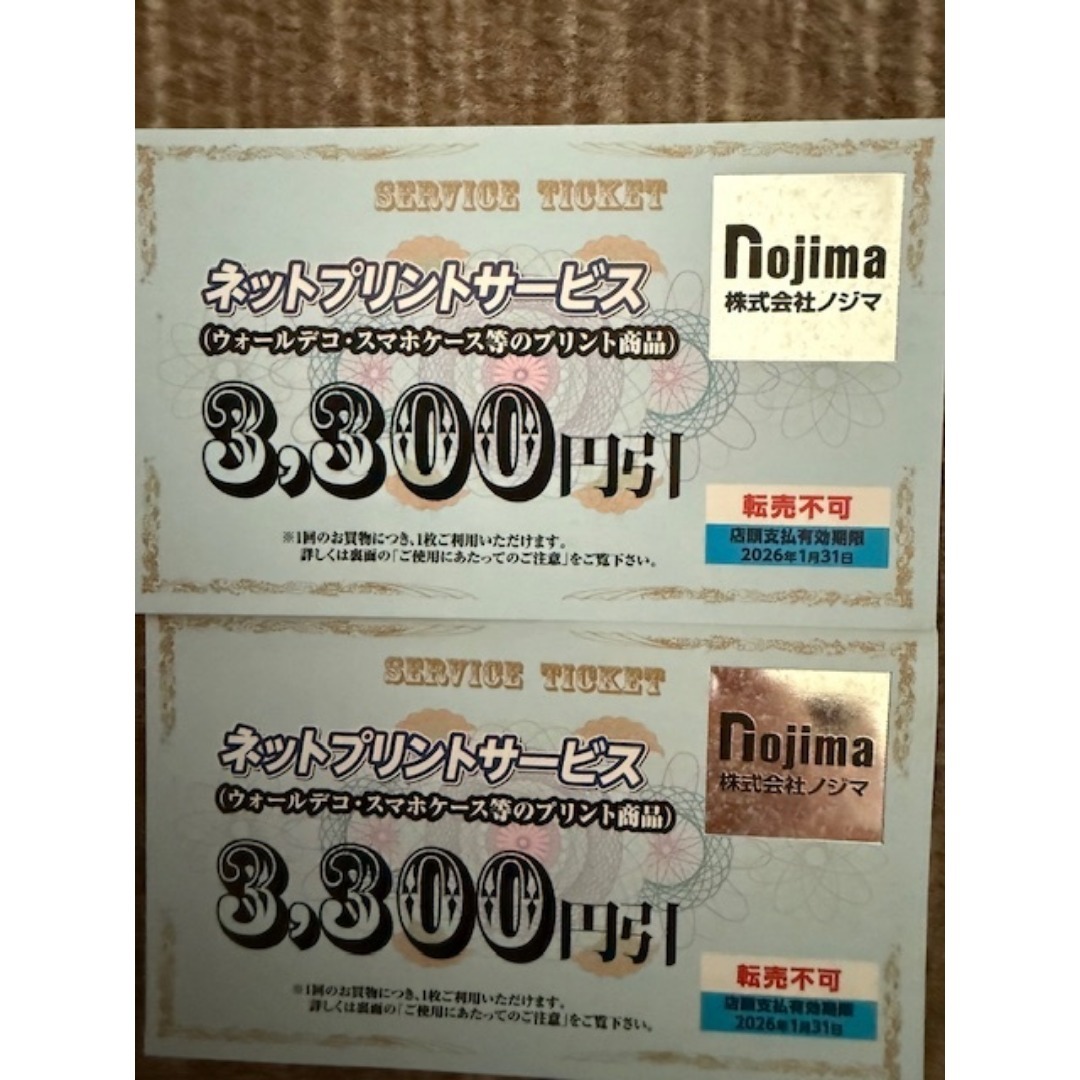 SERVICE TICKET
nojima
株式会社ノジマ
ネットプリントサービス
(ウォールデコ・スマホケース等のプリント商品)
3,300円引
転売不可
店頭支払有効期限
2026年1月31日
※1回のお買物につき、1枚ご利用いただけます。
詳しくは裏面の「ご使用にあたってのご注意」をご覧下さい。
SERVICE TICKET
nojima
株式会社ノジマ
ネットプリントサービス
(ウォールデコ・スマホケース等のプリント商品)
3,300円引
転売不可
店頭支払有効期限
2026年1月31日
※1回のお買物につき、1枚ご利用いただけます。
詳しくは裏面の「ご使用にあたってのご注意」をご覧下さい。